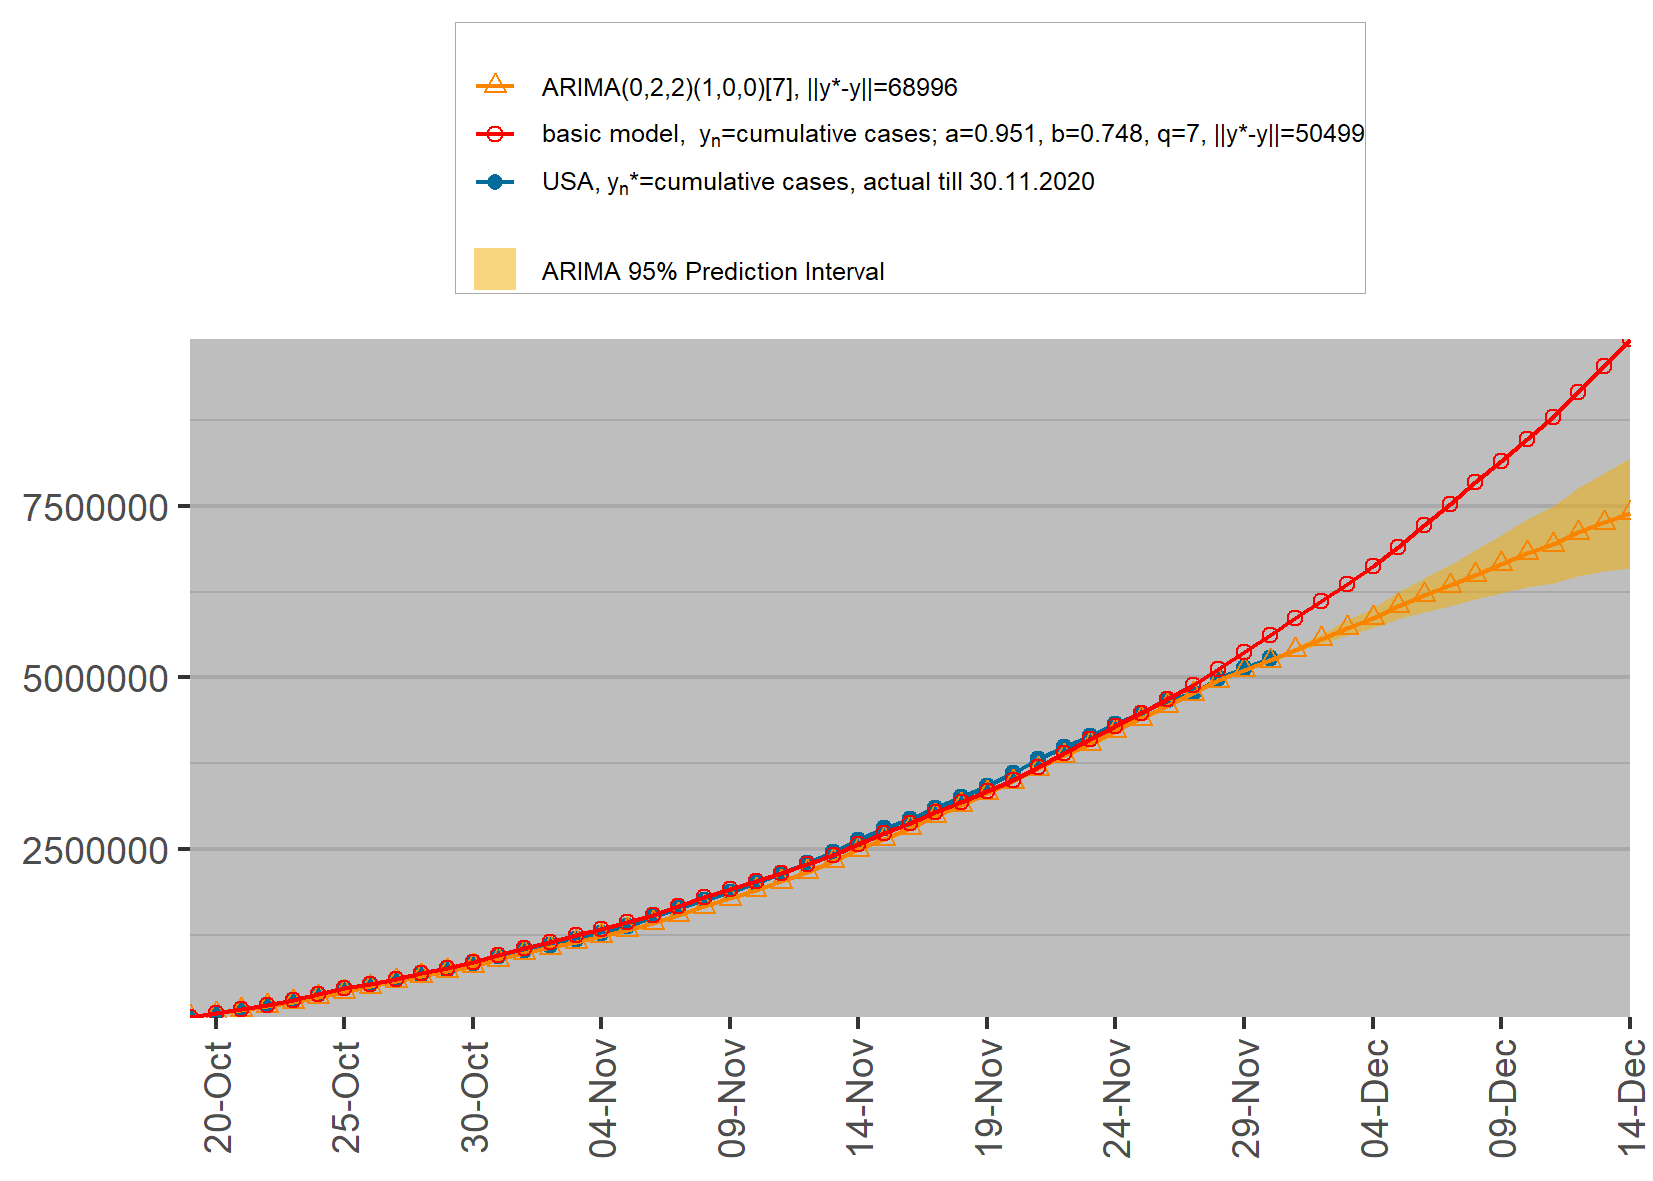 ARIMA(0,2,2)(1,0,0)[7], ||y*-y||=68996
basic model, yn=cumulative cases; a=0.951, b=0.748, q=7, ||y*-y||=50499
USA, yn*=cumulative cases, actual till 30.11.2020
ARIMA 95% Prediction Interval
7500000
5000000
2500000
20-Oct
25-Oct
30-Oct
04-Nov
09-Nov
14-Nov
19-Nov
24-Nov
29-Nov
04-Dec
09-Dec
14-Dec